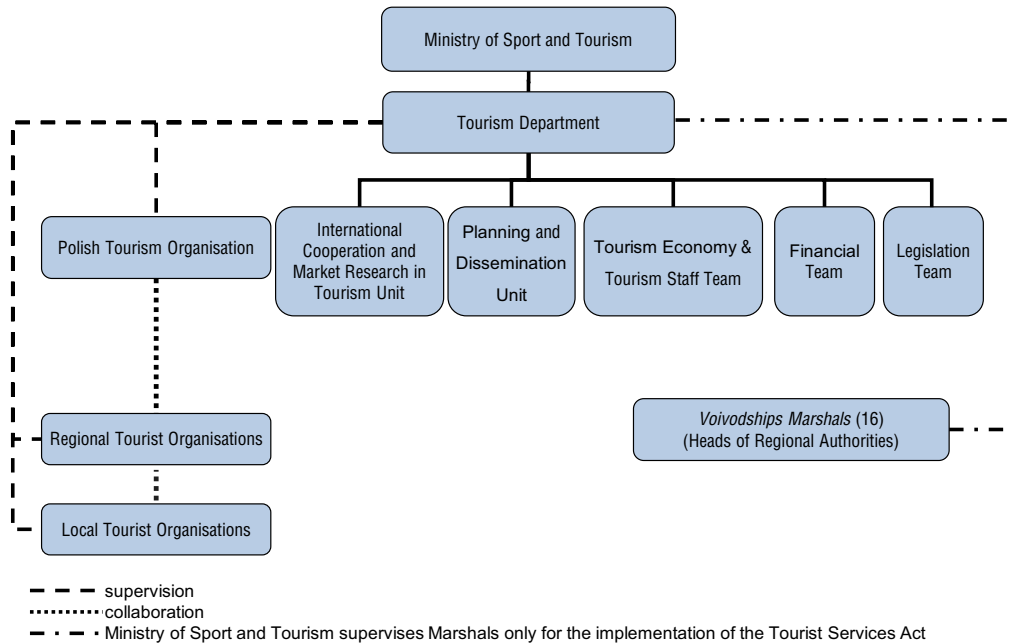 Ministry of Sport and Tourism
Tourism Department
Polish Tourism Organisation
International
Cooperation and
Market Research in
Tourism Unit
Planning and
Dissemination
Unit
Tourism Economy &
Tourism Staff Team
Financial
Team
Legislation
Team
Regional Tourist Organisations
Voivodships Marshals (16)
(Heads of Regional Authorities)
Local Tourist Organisations
supervision
collaboration
Ministry of Sport and Tourism supervises Marshals only for the implementation of the Tourist Services Act